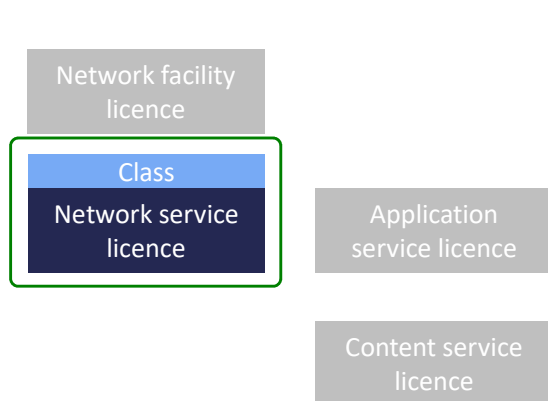 Network facility
licence
Class
Network service
licence
Application
service licence
Content service
licence